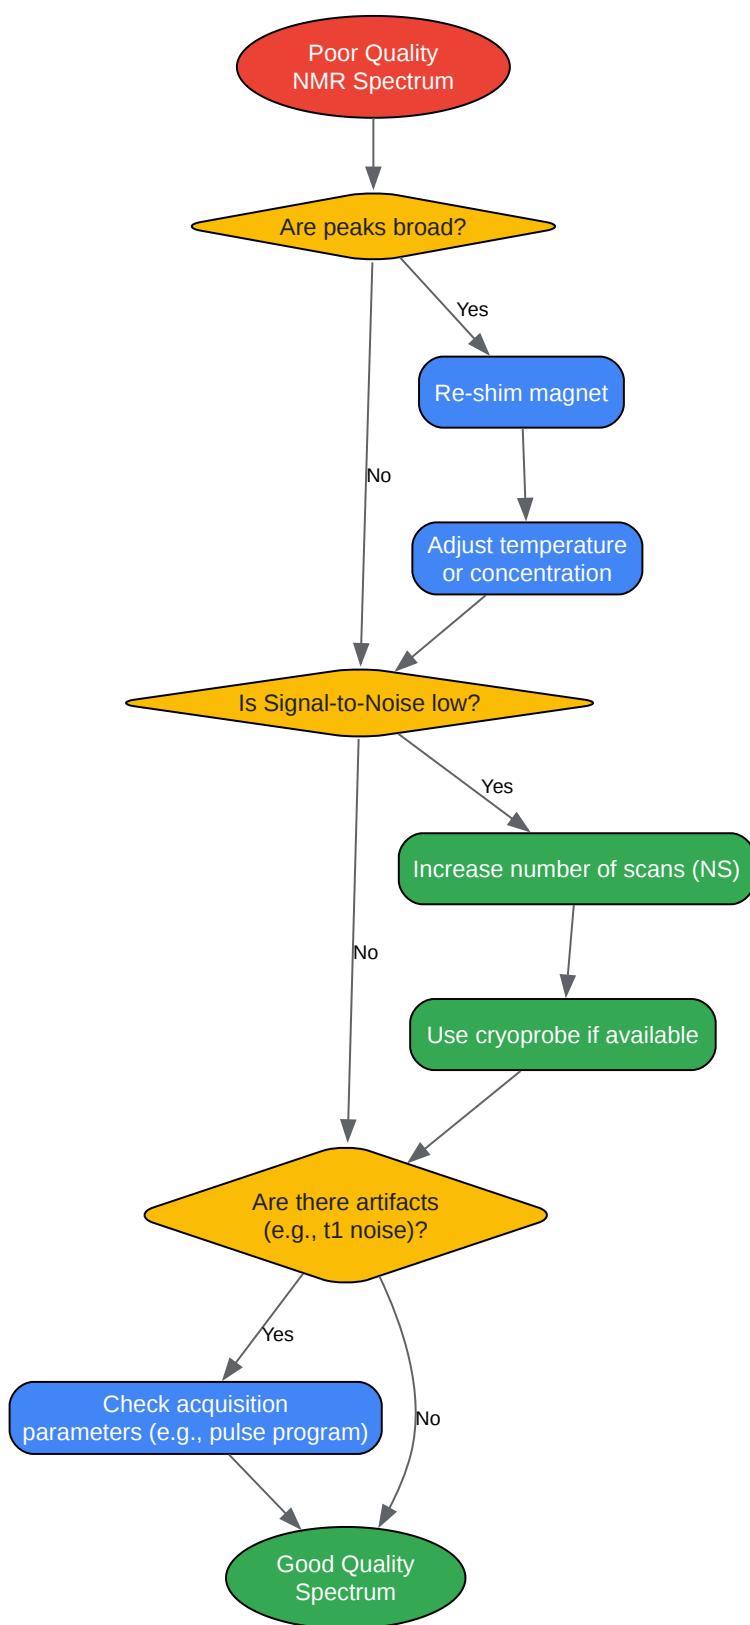 Poor Quality
NMR Spectrum
Are peaks broad?
Yes
Re-shim magnet
No
Adjust temperature
or concentration
Is Signal-to-Noise low?
Yes
Increase number of scans (NS)
No
Use cryoprobe if available
Are there artifacts
(e.g., t1 noise)?
Yes
Check acquisition
parameters (e.g., pulse program)
No
Good Quality
Spectrum